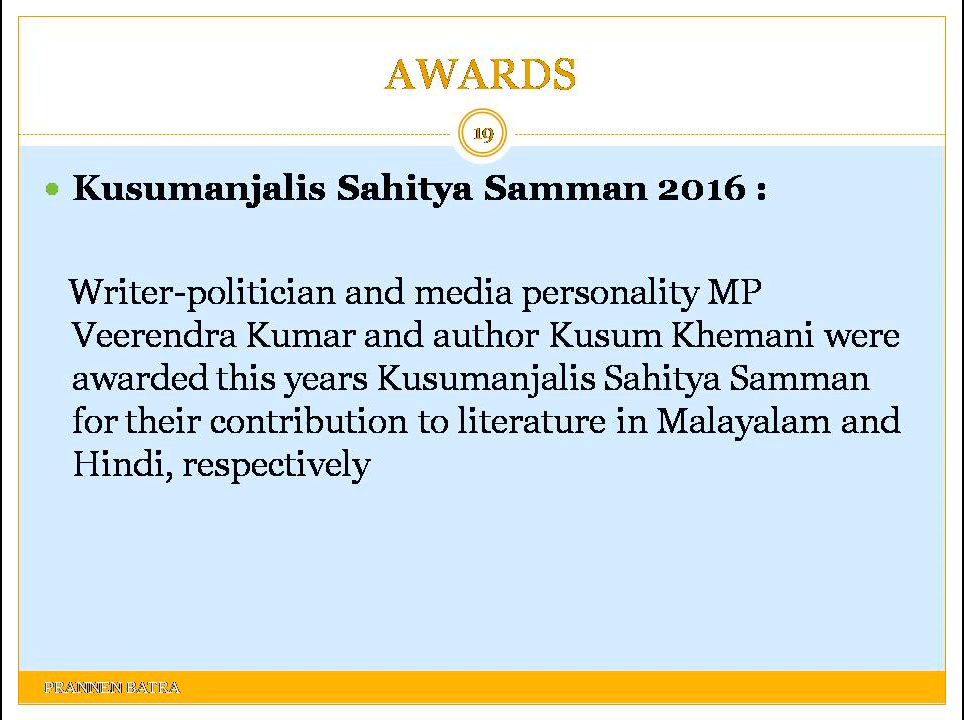 AWARDS
19
• Kusumanjalis Sahitya Samman 2016 :
Writer-politician and media personality MP
Veerendra Kumar and author Kusum Khemani were
awarded this years Kusumanjalis Sahitya Samman
for their contribution to literature in Malayalam and
Hindi, respectively
PRANNEN BATRA